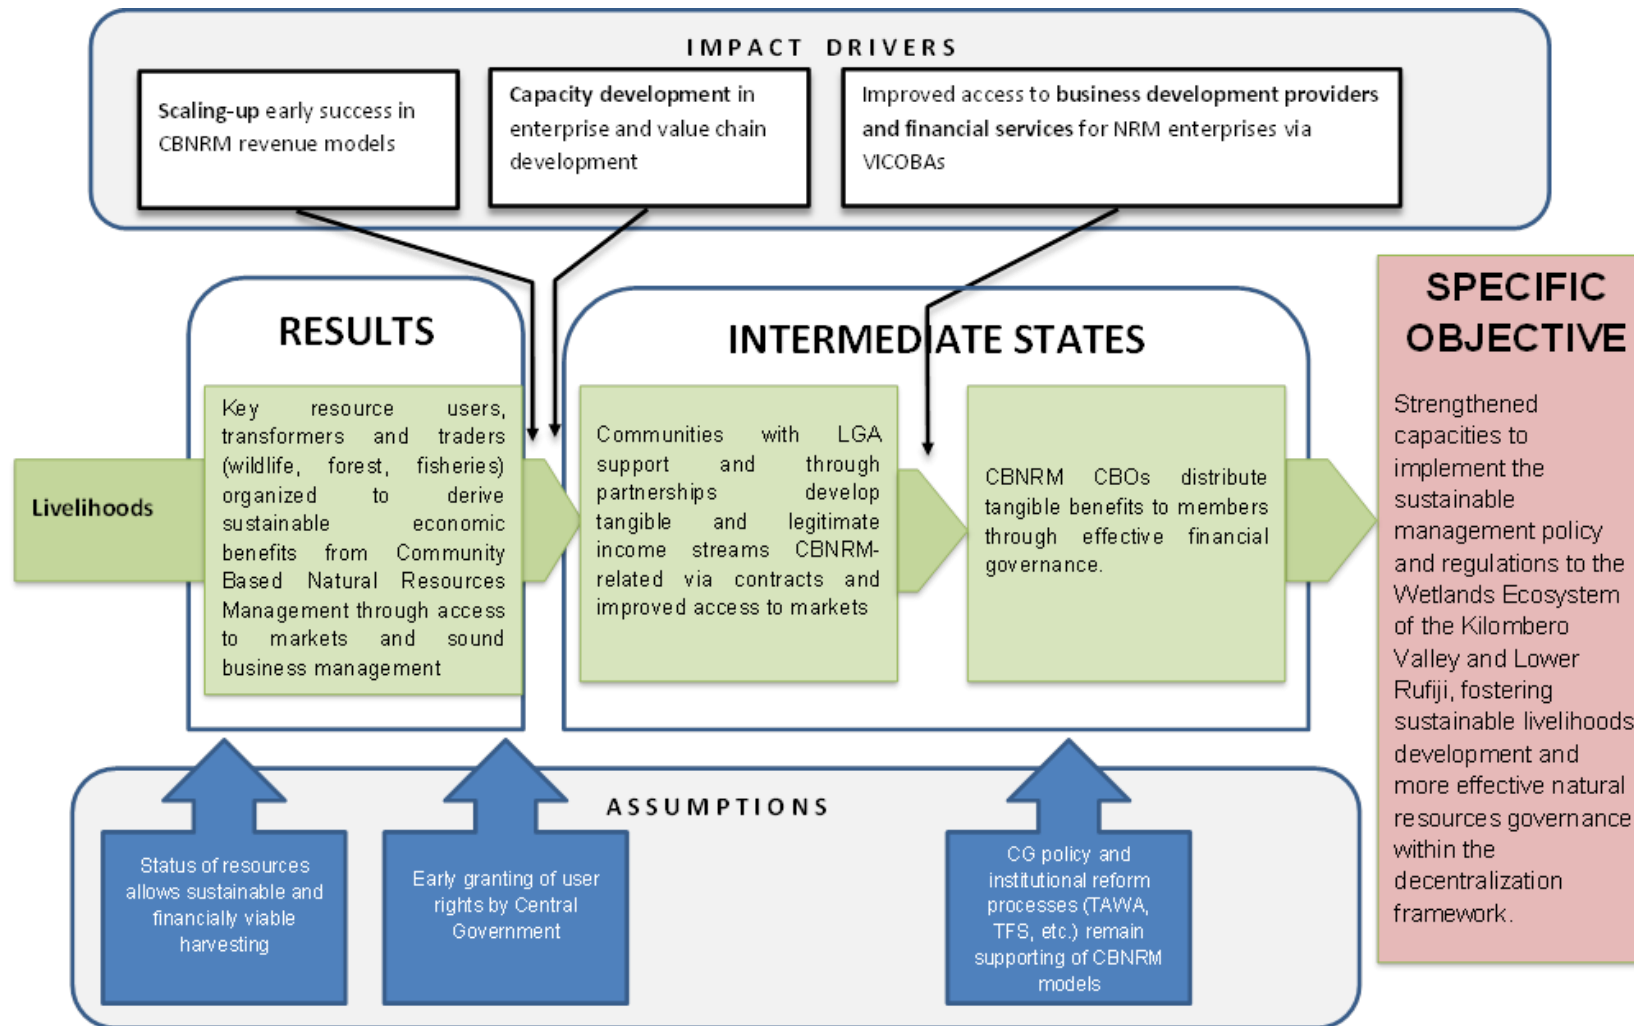 IMPACT DRIVERS
Scaling-up early success in
CBNRM revenue models
Capacity development in
enterprise and value chain
development
Improved access to business development providers
and financial services for NRM enterprises via
VICOBAs
RESULTS
INTERMEDIATE STATES
SPECIFIC
OBJECTIVE
Livelihoods
Key resource users,
transformers and traders
(wildlife, forest, fisheries)
organized to derive
sustainable economic
benefits from Community
Based Natural Resources
Management through access
to markets and sound
business management
Communities with LGA
support and through
partnerships develop
tangible and legitimate
income streams CBNRM-
related via contracts and
improved access to markets
CBNRM CBOs distribute
tangible benefits to members
through effective financial
governance.
Strengthened
capacities to
implement the
sustainable
management policy
and regulations to the
Wetlands Ecosystem
of the Kilombero
Valley and Lower
Rufiji, fostering
sustainable livelihoods
development and
more effective natural
resources governance
within the
decentralization
framework.
ASSUMPTIONS
Status of resources
allows sustainable and
financially viable
harvesting
Early granting of user
rights by Central
Government
CG policy and
institutional reform
processes (TAWA,
TFS, etc.) remain
supporting of CBNRM
models